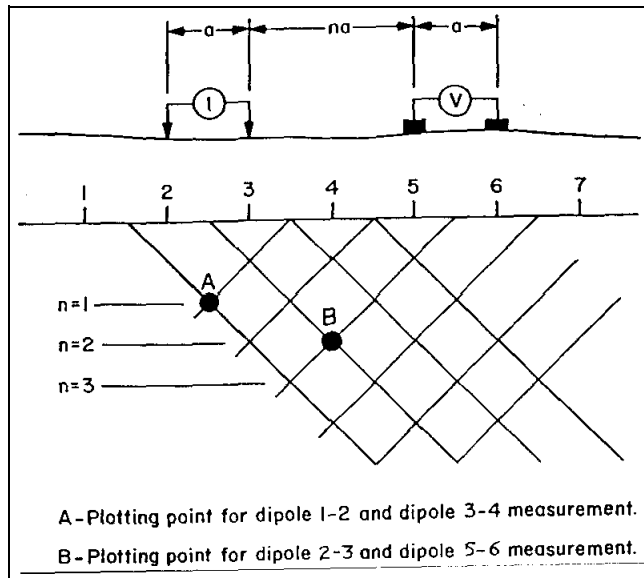 a na a
I V
1 2 3 4 5 6 7
A B
n=1
n=2
n=3
A-Plotting point for dipole 1-2 and dipole 3-4 measurement.
B-Plotting point for dipole 2-3 and dipole 5-6 measurement.